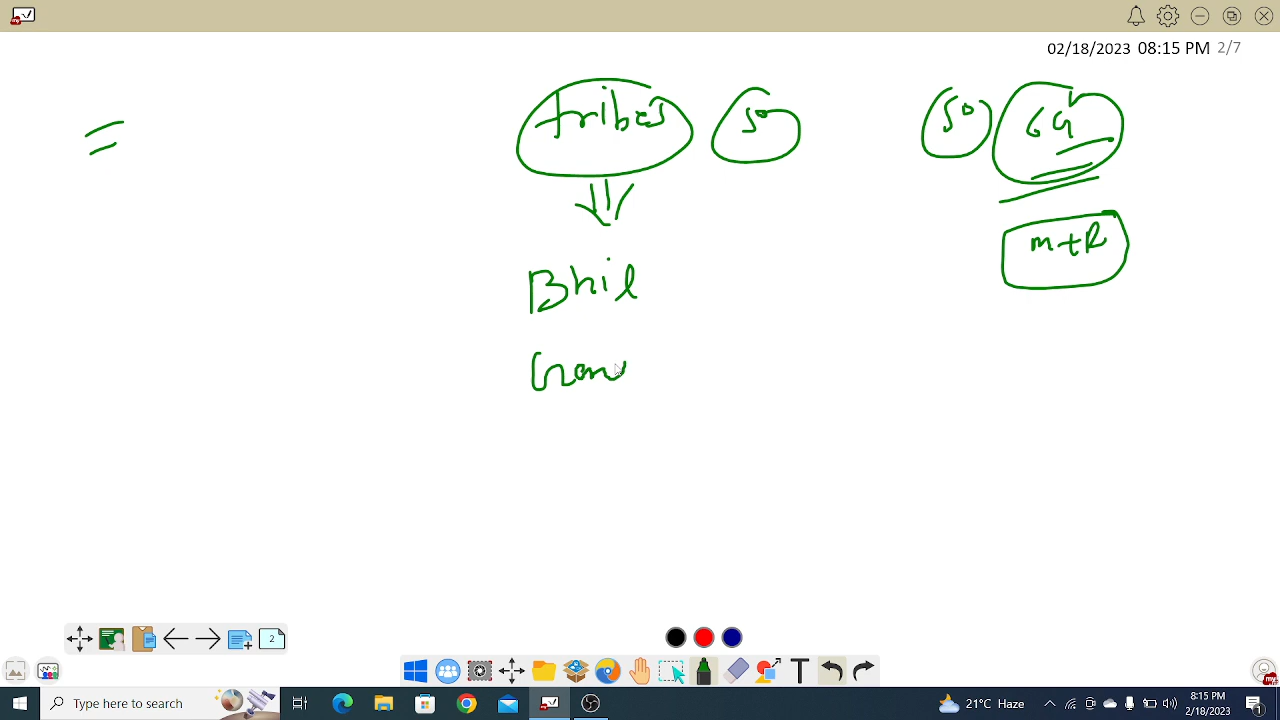 02/18/2023 08:15 PM 2/7
tribes 50 50
m+R
Bhil
2
Type here to search
21°C Haze
8:15 PM
2/18/2023